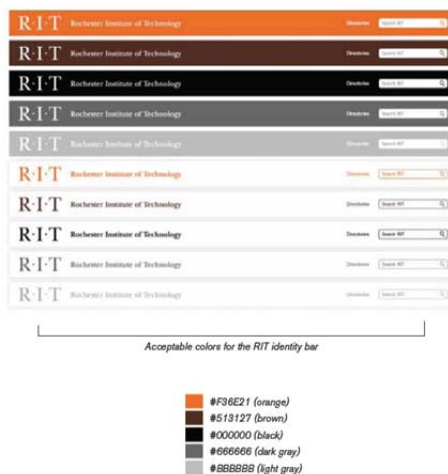 R·I·T Rochester Institute of Technology Directories Search RIT
R·I·T Rochester Institute of Technology Directories Search RIT
R·I·T Rochester Institute of Technology Directories Search RIT
R·I·T Rochester Institute of Technology Directories Search RIT
R·I·T Rochester Institute of Technology Directories Search RIT
R·I·T Rochester Institute of Technology Directories Search RIT
R·I·T Rochester Institute of Technology Directories Search RIT
R·I·T Rochester Institute of Technology Directories Search RIT
R·I·T Rochester Institute of Technology Directories Search RIT
R·I·T Rochester Institute of Technology Directories Search RIT
Acceptable colors for the RIT identity bar
#F36E21 (orange)
#513127 (brown)
#000000 (black)
#666666 (dark gray)
#BBBBBB (light gray)